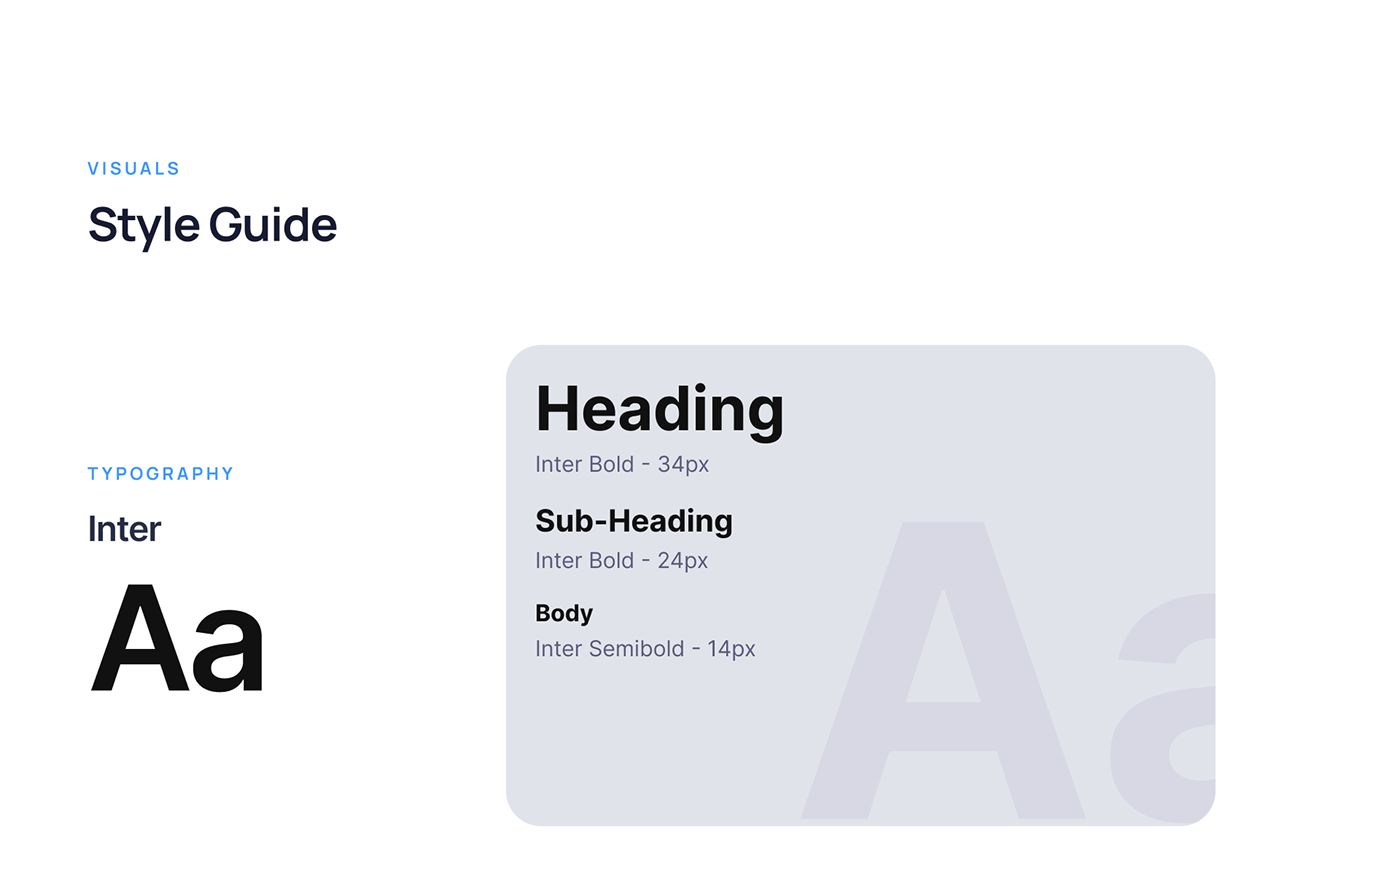 VISUALS
Style Guide
TYPOGRAPHY
Inter
Aa
Heading
Inter Bold - 34px
Sub-Heading
Inter Bold - 24px
Body
Inter Semibold - 14px
Aa